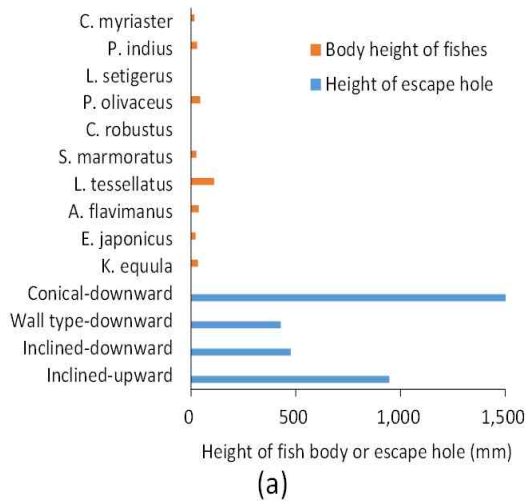 C. myriaster
P. indius
L. setigerus
P. olivaceus
C. robustus
S. marmoratus
L. tessellatus
A. flavimanus
E. japonicus
K. equula
Conical-downward
Wall type-downward
Inclined-downward
Inclined-upward
Body height of fishes
Height of escape hole
0 500 1,000 1,500
Height of fish body or escape hole (mm)
(a)